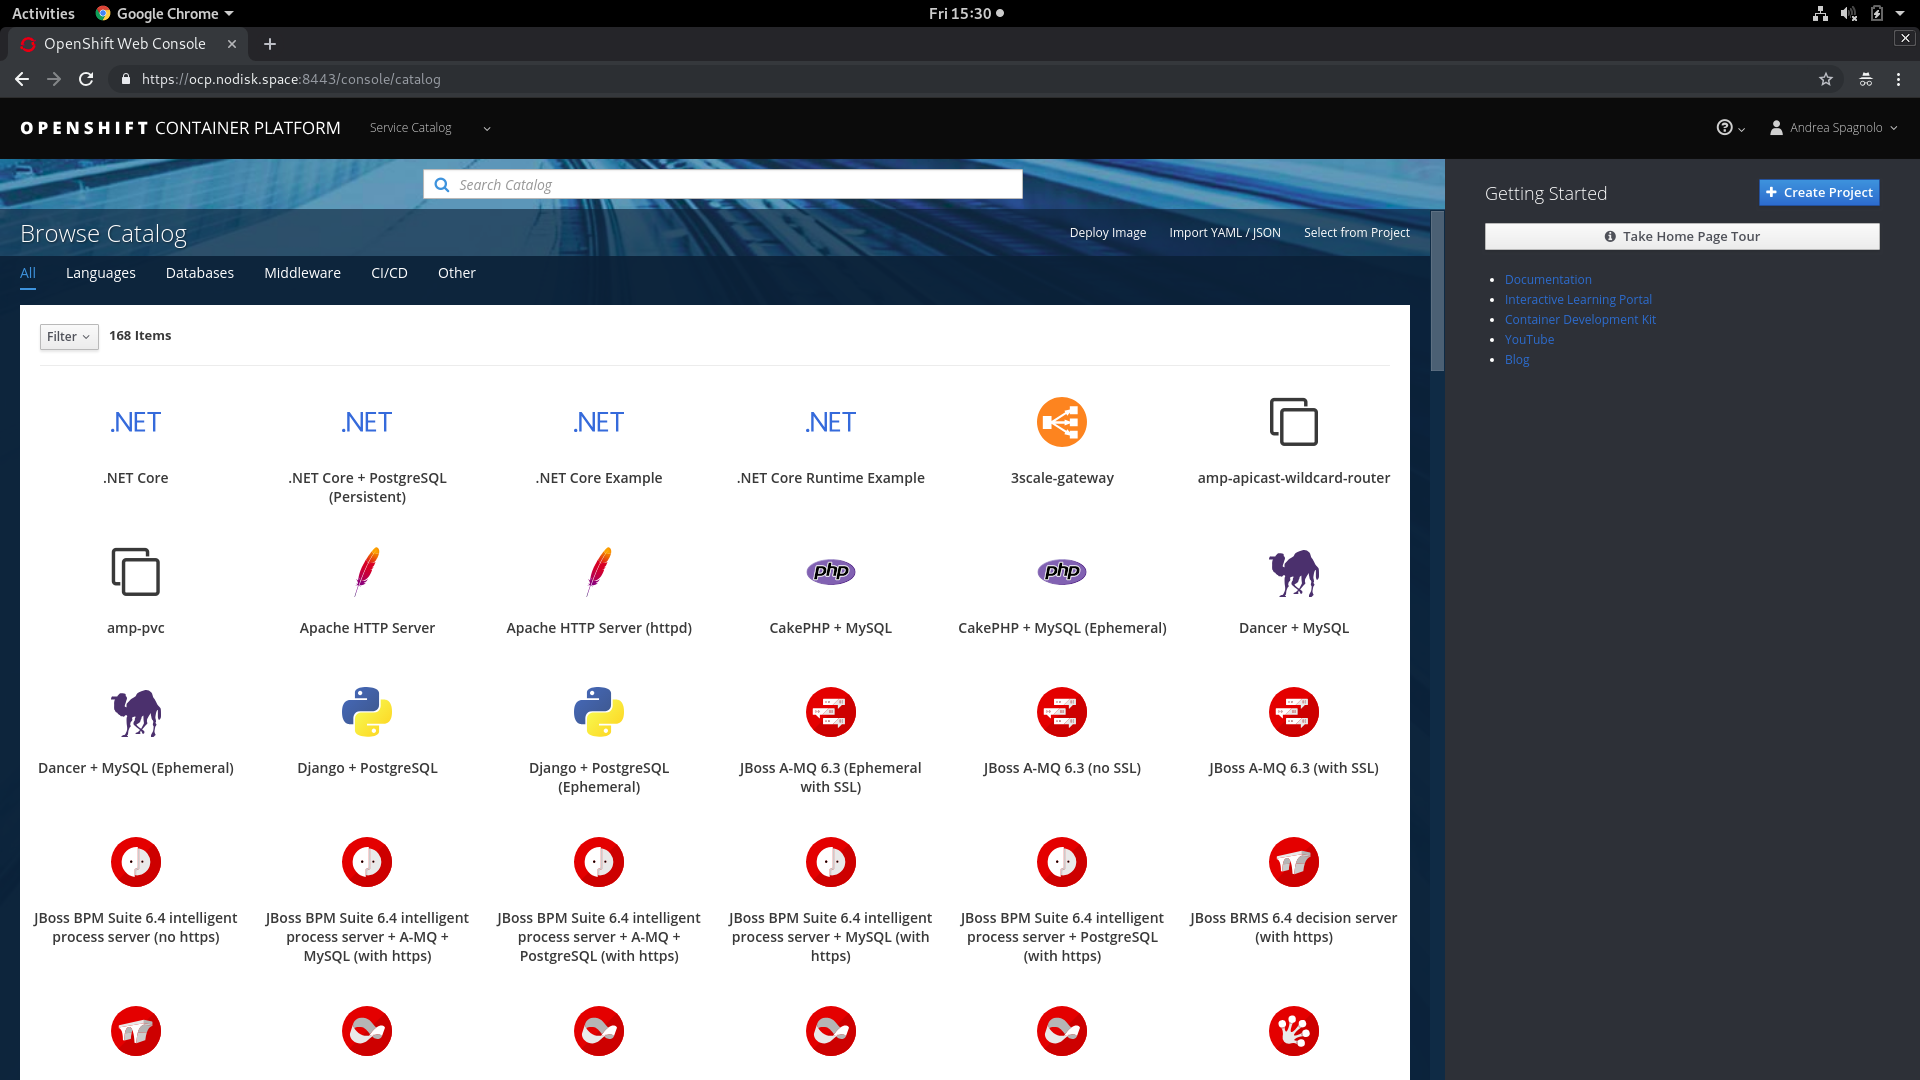 Activities Google Chrome Fri 15:30
OpenShift Web Console
https://ocp.nodisk.space:8443/console/catalog
OPENSHIFT CONTAINER PLATFORM Service Catalog Andrea Spagnolo
Search Catalog
Getting Started Create Project
Browse Catalog Deploy Image Import YAML / JSON Select from Project
Take Home Page Tour
All Languages Databases Middleware CI/CD Other
Documentation
Interactive Learning Portal
Container Development Kit
YouTube
Blog
Filter 168 Items
.NET .NET .NET .NET
.NET Core
.NET Core + PostgreSQL
(Persistent)
.NET Core Example
.NET Core Runtime Example
3scale-gateway
amp-apicast-wildcard-router
php php
amp-pvc
Apache HTTP Server
Apache HTTP Server (httpd)
CakePHP + MySQL
CakePHP + MySQL (Ephemeral)
Dancer + MySQL
Dancer + MySQL (Ephemeral)
Django + PostgreSQL
Django + PostgreSQL
(Ephemeral)
JBoss A-MQ 6.3 (Ephemeral
with SSL)
JBoss A-MQ 6.3 (no SSL)
JBoss A-MQ 6.3 (with SSL)
JBoss BPM Suite 6.4 intelligent
process server (no https)
JBoss BPM Suite 6.4 intelligent
process server + A-MQ +
MySQL (with https)
JBoss BPM Suite 6.4 intelligent
process server + A-MQ +
PostgreSQL (with https)
JBoss BPM Suite 6.4 intelligent
process server + MySQL (with
https)
JBoss BPM Suite 6.4 intelligent
process server + PostgreSQL
(with https)
JBoss BRMS 6.4 decision server
(with https)